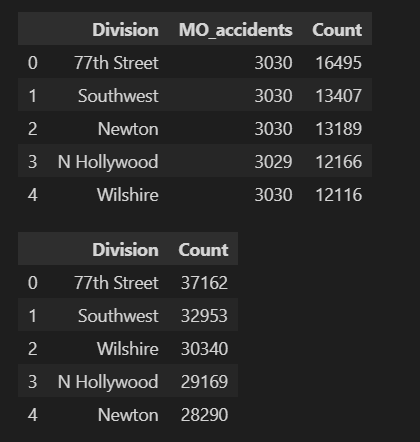 Division MO_accidents Count
0 77th Street 3030 16495
1 Southwest 3030 13407
2 Newton 3030 13189
3 N Hollywood 3029 12166
4 Wilshire 3030 12116
Division Count
0 77th Street 37162
1 Southwest 32953
2 Wilshire 30340
3 N Hollywood 29169
4 Newton 28290